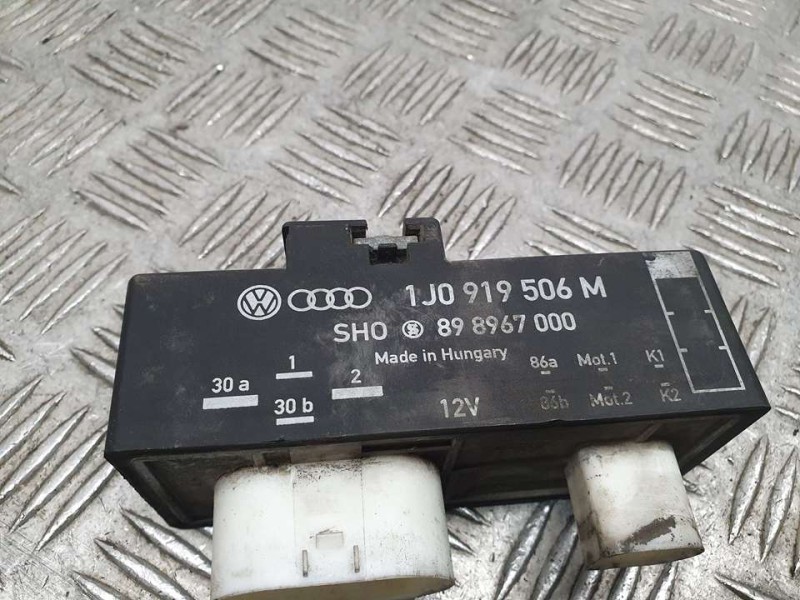 1J0 919 506 M
SHO 89 8967 000
Made in Hungary
30 a 1 30 b 2
12V
86a Mot.1 K1
86b Mot.2 K2